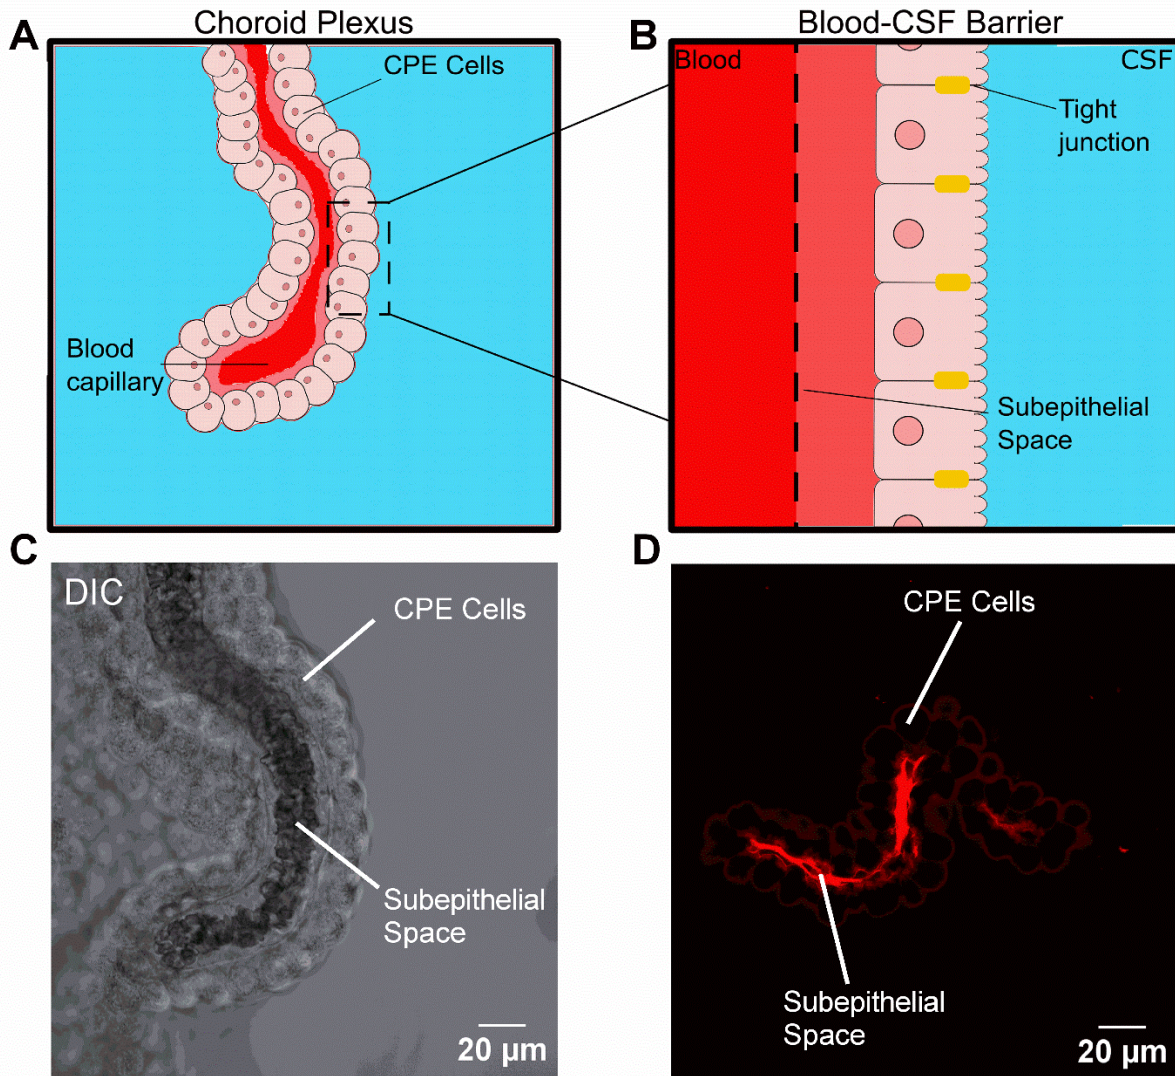 A
Choroid Plexus
CPE Cells
Blood
capillary
B
Blood-CSF Barrier
Blood
CSF
Tight
junction
Subepithelial
Space
C
DIC
CPE Cells
Subepithelial
Space
20 µm
D
CPE Cells
Subepithelial
Space
20 µm